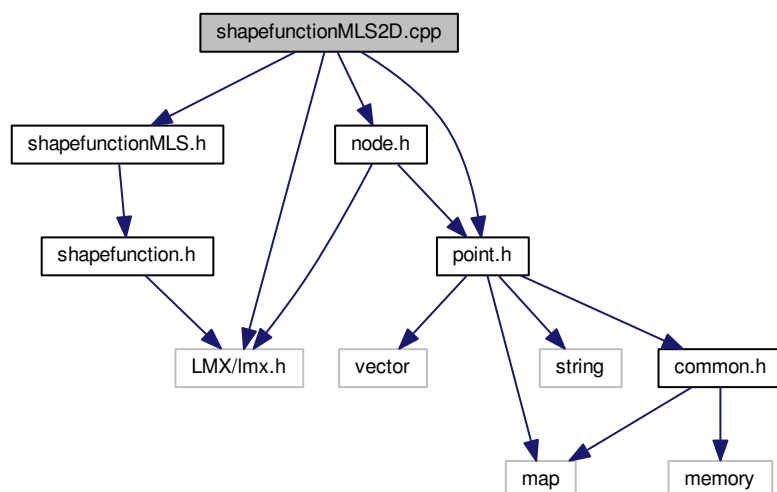 shapefunctionMLS2D.cpp
shapefunctionMLS.h
node.h
shapefunction.h
point.h
LMX/lmx.h
vector
string
common.h
map
memory